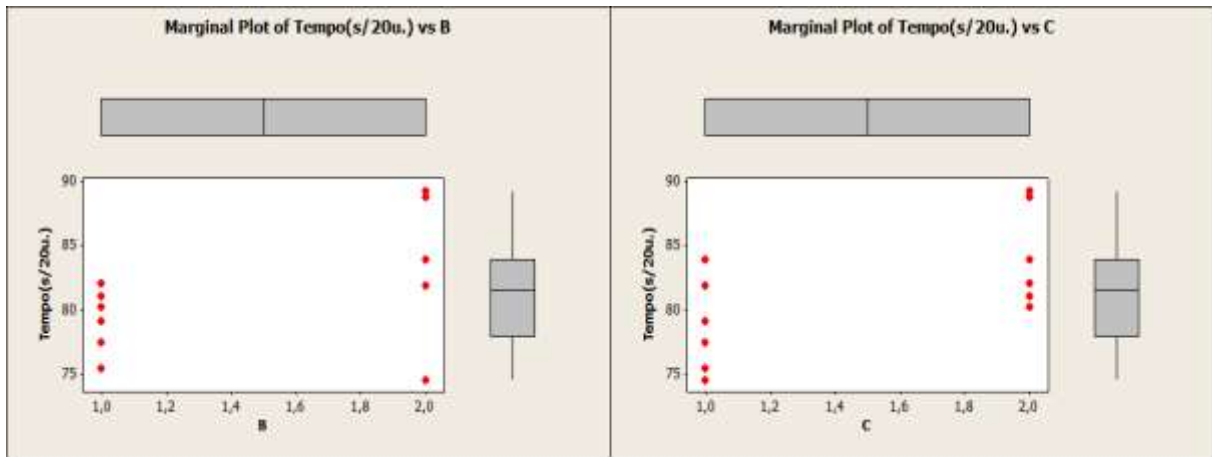 Marginal Plot of Tempo(s/20u.) vs B
90
85
80
75
Tempo(s/20u.)
1,0 1,2 1,4 1,6 1,8 2,0
B
Marginal Plot of Tempo(s/20u.) vs C
90
85
80
75
Tempo(s/20u.)
1,0 1,2 1,4 1,6 1,8 2,0
C